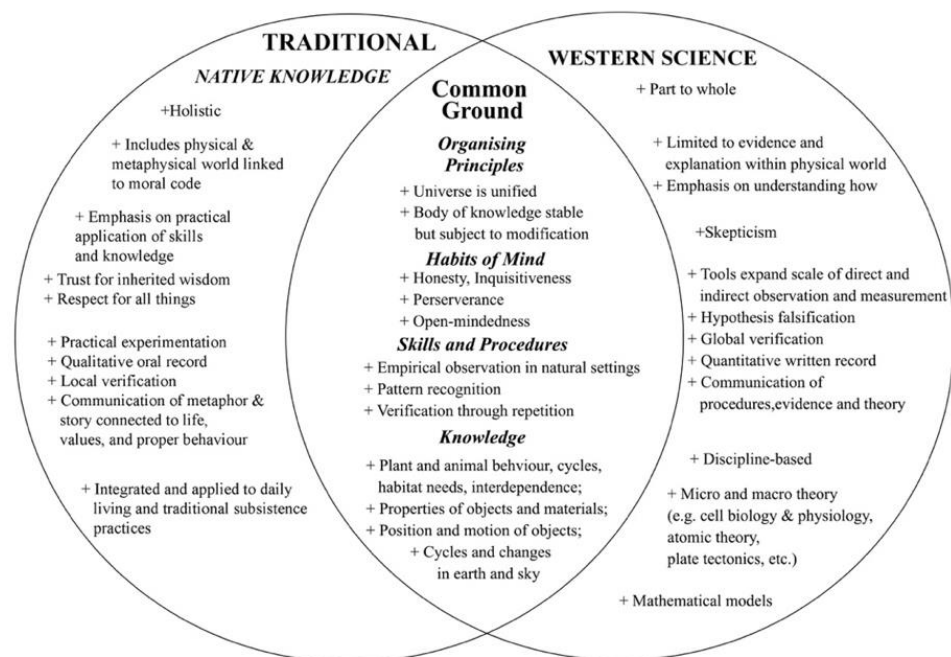 TRADITIONAL
NATIVE KNOWLEDGE
+Holistic
+ Includes physical &
metaphysical world linked
to moral code
+ Emphasis on practical
application of skills
and knowledge
+ Trust for inherited wisdom
+ Respect for all things
+ Practical experimentation
+ Qualitative oral record
+ Local verification
+ Communication of metaphor &
story connected to life,
values, and proper behaviour
+ Integrated and applied to daily
living and traditional subsistence
practices
Common
Ground
Organising
Principles
+ Universe is unified
+ Body of knowledge stable
but subject to modification
Habits of Mind
+ Honesty, Inquisitiveness
+ Perserverance
+ Open-mindedness
Skills and Procedures
+ Empirical observation in natural settings
+ Pattern recognition
+ Verification through repetition
Knowledge
+ Plant and animal behviour, cycles,
habitat needs, interdependence;
+ Properties of objects and materials;
+ Position and motion of objects;
+ Cycles and changes
in earth and sky
WESTERN SCIENCE
+ Part to whole
+ Limited to evidence and
explanation within physical world
+ Emphasis on understanding how
+Skepticism
+ Tools expand scale of direct and
indirect observation and measurement
+ Hypothesis falsification
+ Global verification
+ Quantitative written record
+ Communication of
procedures,evidence and theory
+ Discipline-based
+ Micro and macro theory
(e.g. cell biology & physiology,
atomic theory,
plate tectonics, etc.)
+ Mathematical models